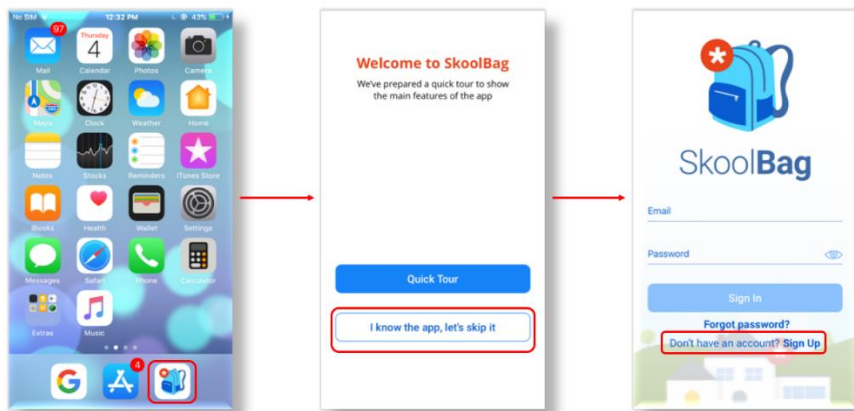 No SIM 12:32 PM 43%
97
Thursday
4
Mail Calendar Photos Camera
Maps Clock Weather Home
Notes Stocks Reminders iTunes Store
iBooks Health Wallet Settings
Messages Safari Phone Calculator
Extras Music
4
Welcome to SkoolBag
We've prepared a quick tour to show
the main features of the app
Quick Tour
I know the app, let's skip it
SkoolBag
Email
Password
Sign In
Forgot password?
Don't have an account? Sign Up